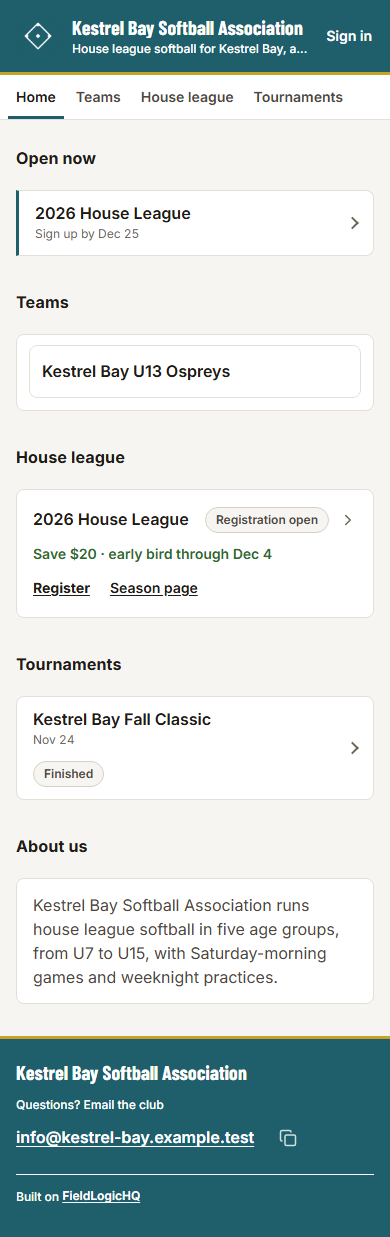 Kestrel Bay Softball Association
House league softball for Kestrel Bay, a...
Sign in
Home Teams House league Tournaments
Open now
2026 House League
Sign up by Dec 25
Teams
Kestrel Bay U13 Ospreys
House league
2026 House League Registration open
Save $20 · early bird through Dec 4
Register Season page
Tournaments
Kestrel Bay Fall Classic
Nov 24
Finished
About us
Kestrel Bay Softball Association runs
house league softball in five age groups,
from U7 to U15, with Saturday-morning
games and weeknight practices.
Kestrel Bay Softball Association
Questions? Email the club
info@kestrel-bay.example.test
Built on FieldLogicHQ